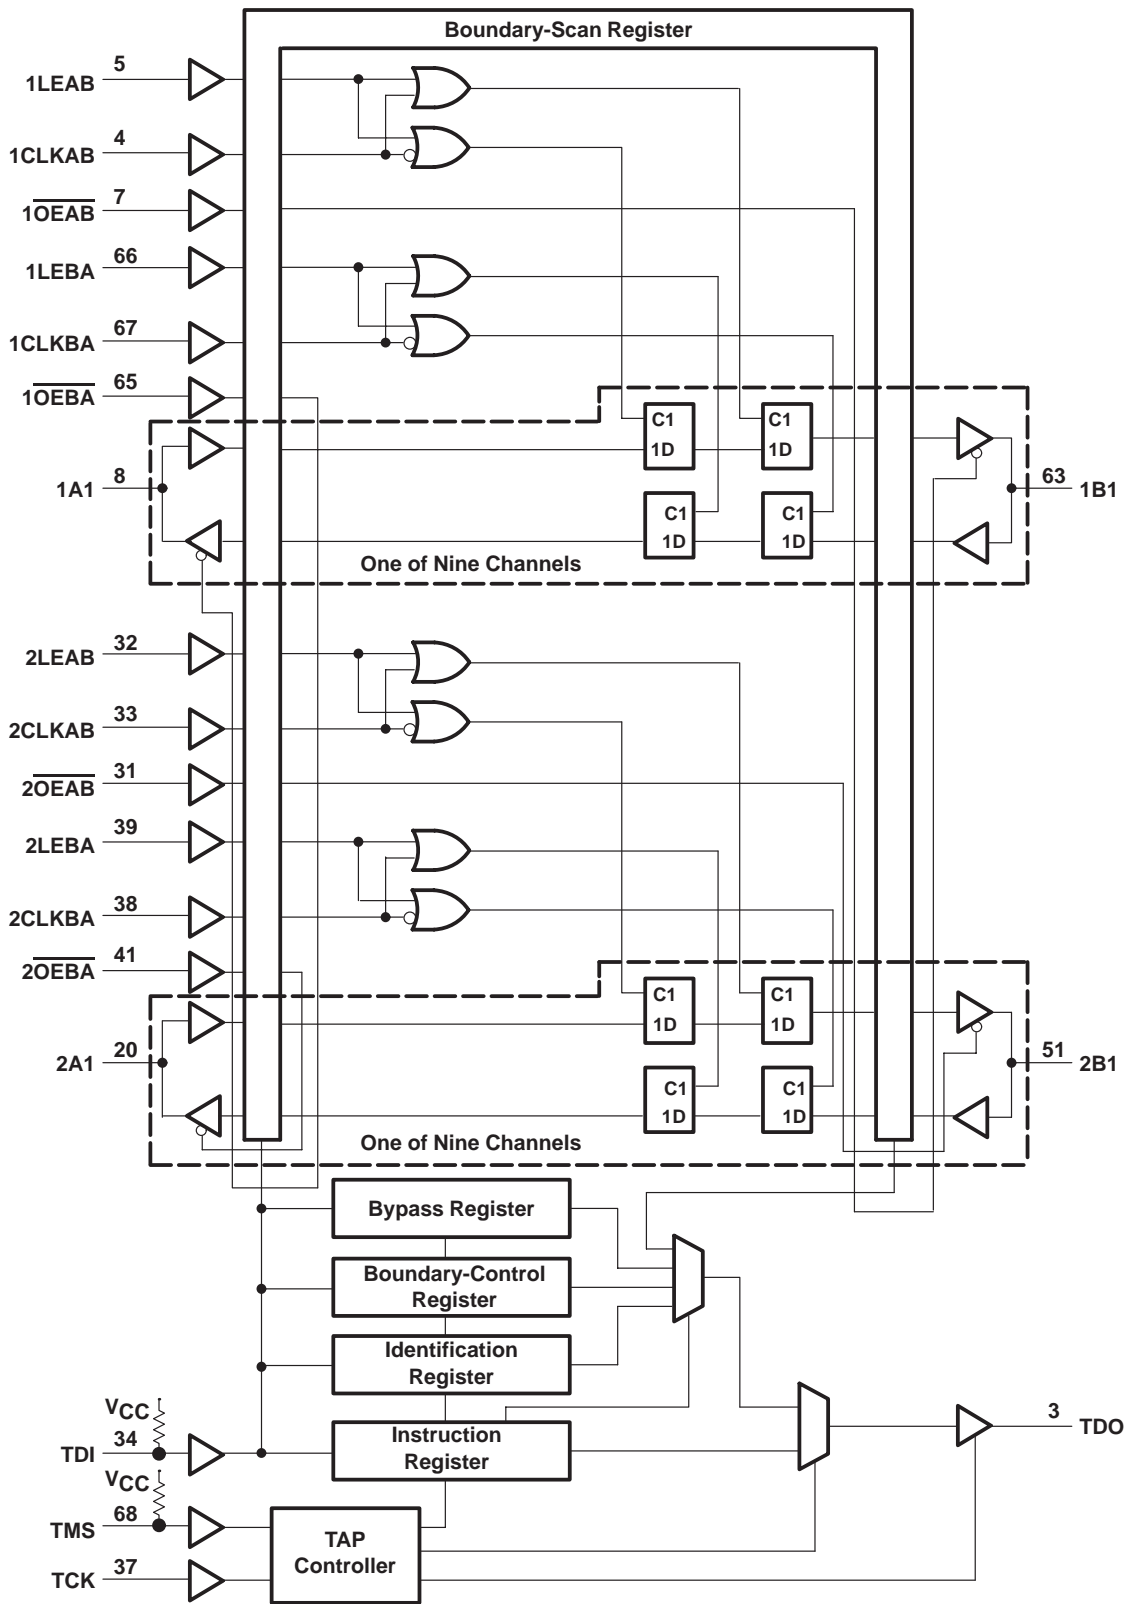 Boundary-Scan Register
1LEAB 5
1CLKAB 4
1OEAB 7
1LEBA 66
1CLKBA 67
1OEBA 65
C1 C1
1D 1D
1A1 8 63 1B1
C1 C1
1D 1D
One of Nine Channels
2LEAB 32
2CLKAB 33
2OEAB 31
2LEBA 39
2CLKBA 38
2OEBA 41
C1 C1
1D 1D
2A1 20 51 2B1
C1 C1
1D 1D
One of Nine Channels
Bypass Register
Boundary-Control
Register
Identification
Register
VCC
TDI 34
Instruction
Register
3 TDO
VCC
TMS 68
TAP
Controller
TCK 37